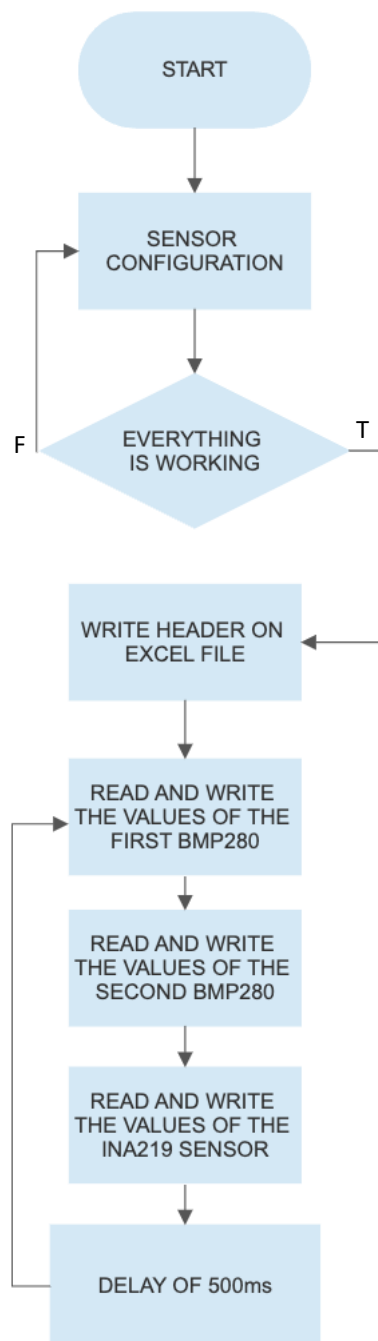 START
SENSOR
CONFIGURATION
EVERYTHING
IS WORKING
F
T
WRITE HEADER ON
EXCEL FILE
READ AND WRITE
THE VALUES OF THE
FIRST BMP280
READ AND WRITE
THE VALUES OF THE
SECOND BMP280
READ AND WRITE
THE VALUES OF THE
INA219 SENSOR
DELAY OF 500ms